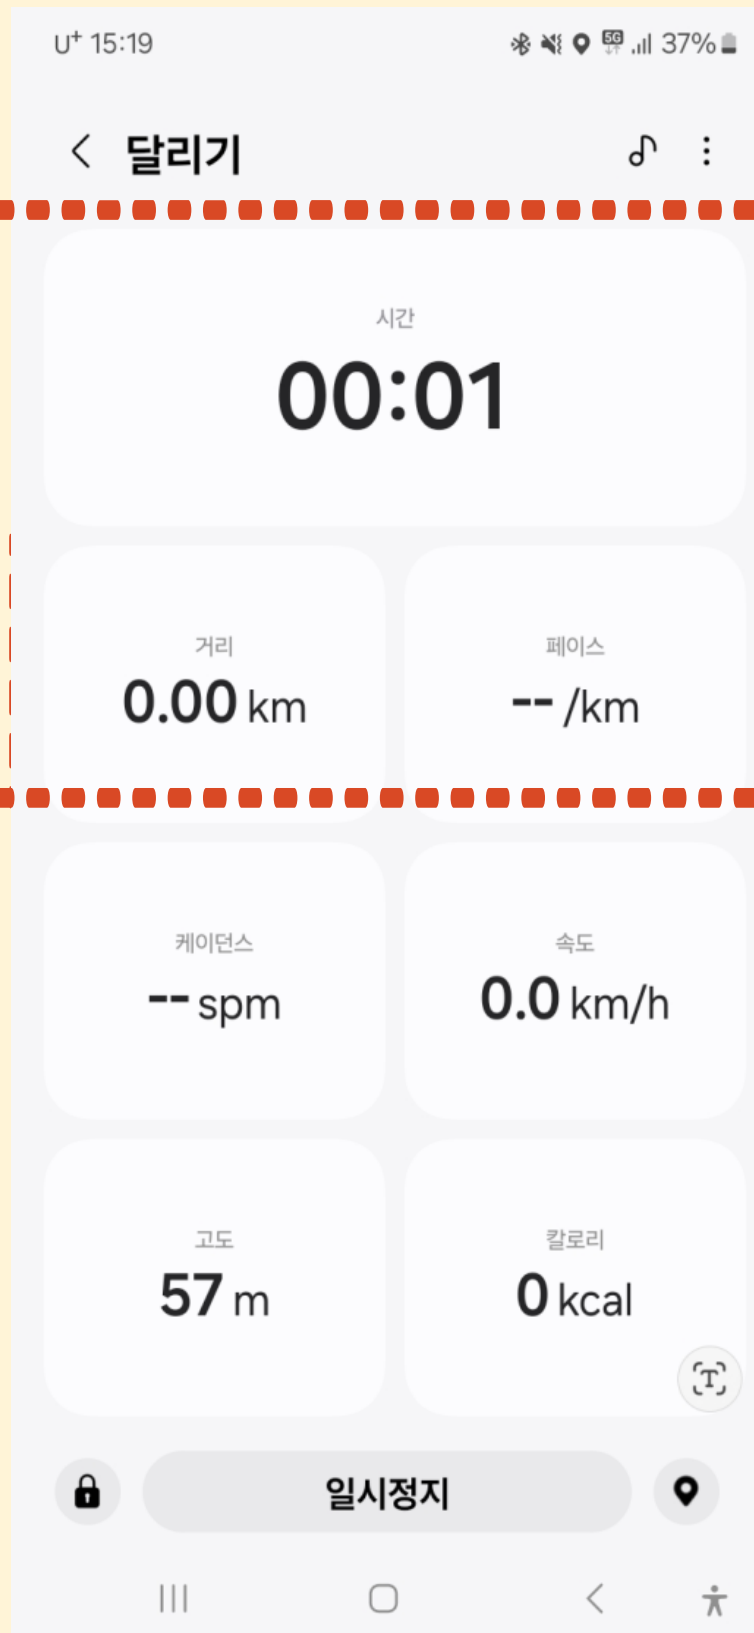 U+ 15:19 5G 37%
달리기
시간
00:01
거리 페이스
0.00 km --/km
케이던스 속도
--spm 0.0 km/h
고도 칼로리
57 m 0 kcal
T
일시정지